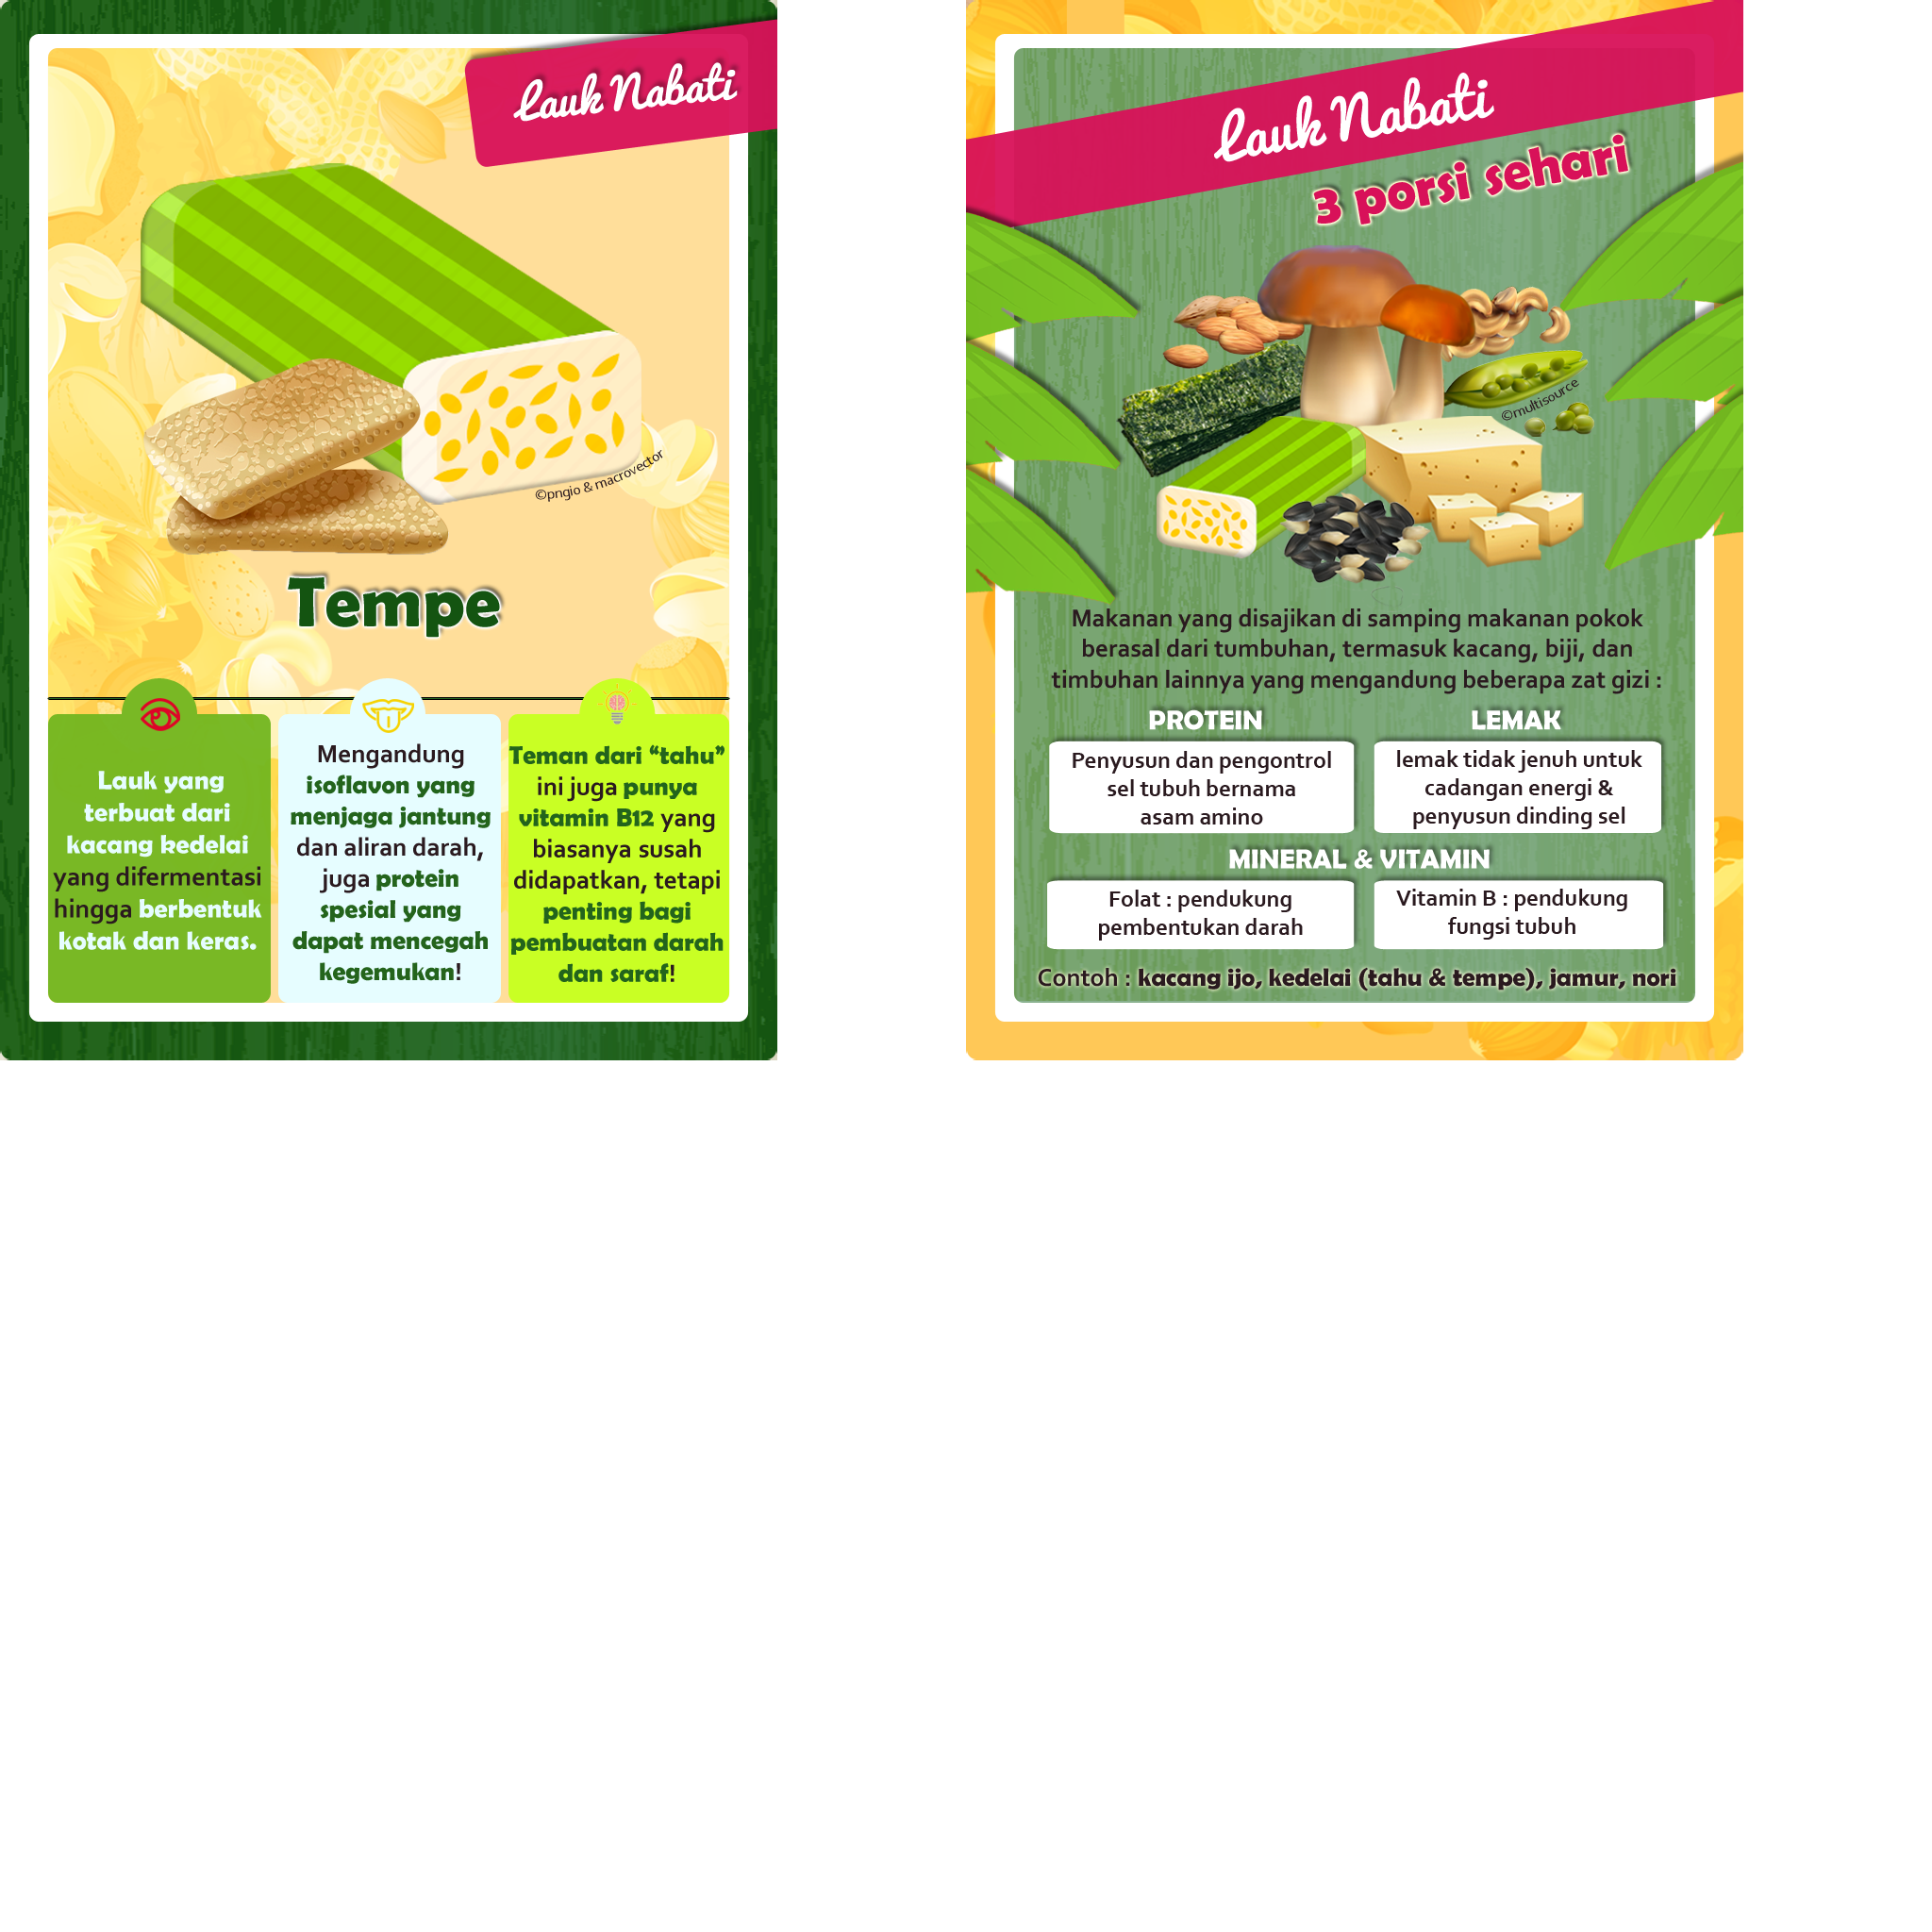 Lauk Nabati
©pngio & macrovector
Tempe
Lauk yang
terbuat dari
kacang kedelai
yang difermentasi
hingga berbentuk
kotak dan keras.
Mengandung
isoflavon yang
menjaga jantung
dan aliran darah,
juga protein
spesial yang
dapat mencegah
kegemukan!
Teman dari “tahu”
ini juga punya
vitamin B12 yang
biasanya susah
didapatkan, tetapi
penting bagi
pembuatan darah
dan saraf!
Lauk Nabati
3 porsi sehari
©multisource
Makanan yang disajikan di samping makanan pokok
berasal dari tumbuhan, termasuk kacang, biji, dan
timbuhan lainnya yang mengandung beberapa zat gizi :
PROTEIN
Penyusun dan pengontrol
sel tubuh bernama
asam amino
LEMAK
lemak tidak jenuh untuk
cadangan energi &
penyusun dinding sel
MINERAL & VITAMIN
Folat : pendukung
pembentukan darah
Vitamin B : pendukung
fungsi tubuh
Contoh : kacang ijo, kedelai (tahu & tempe), jamur, nori